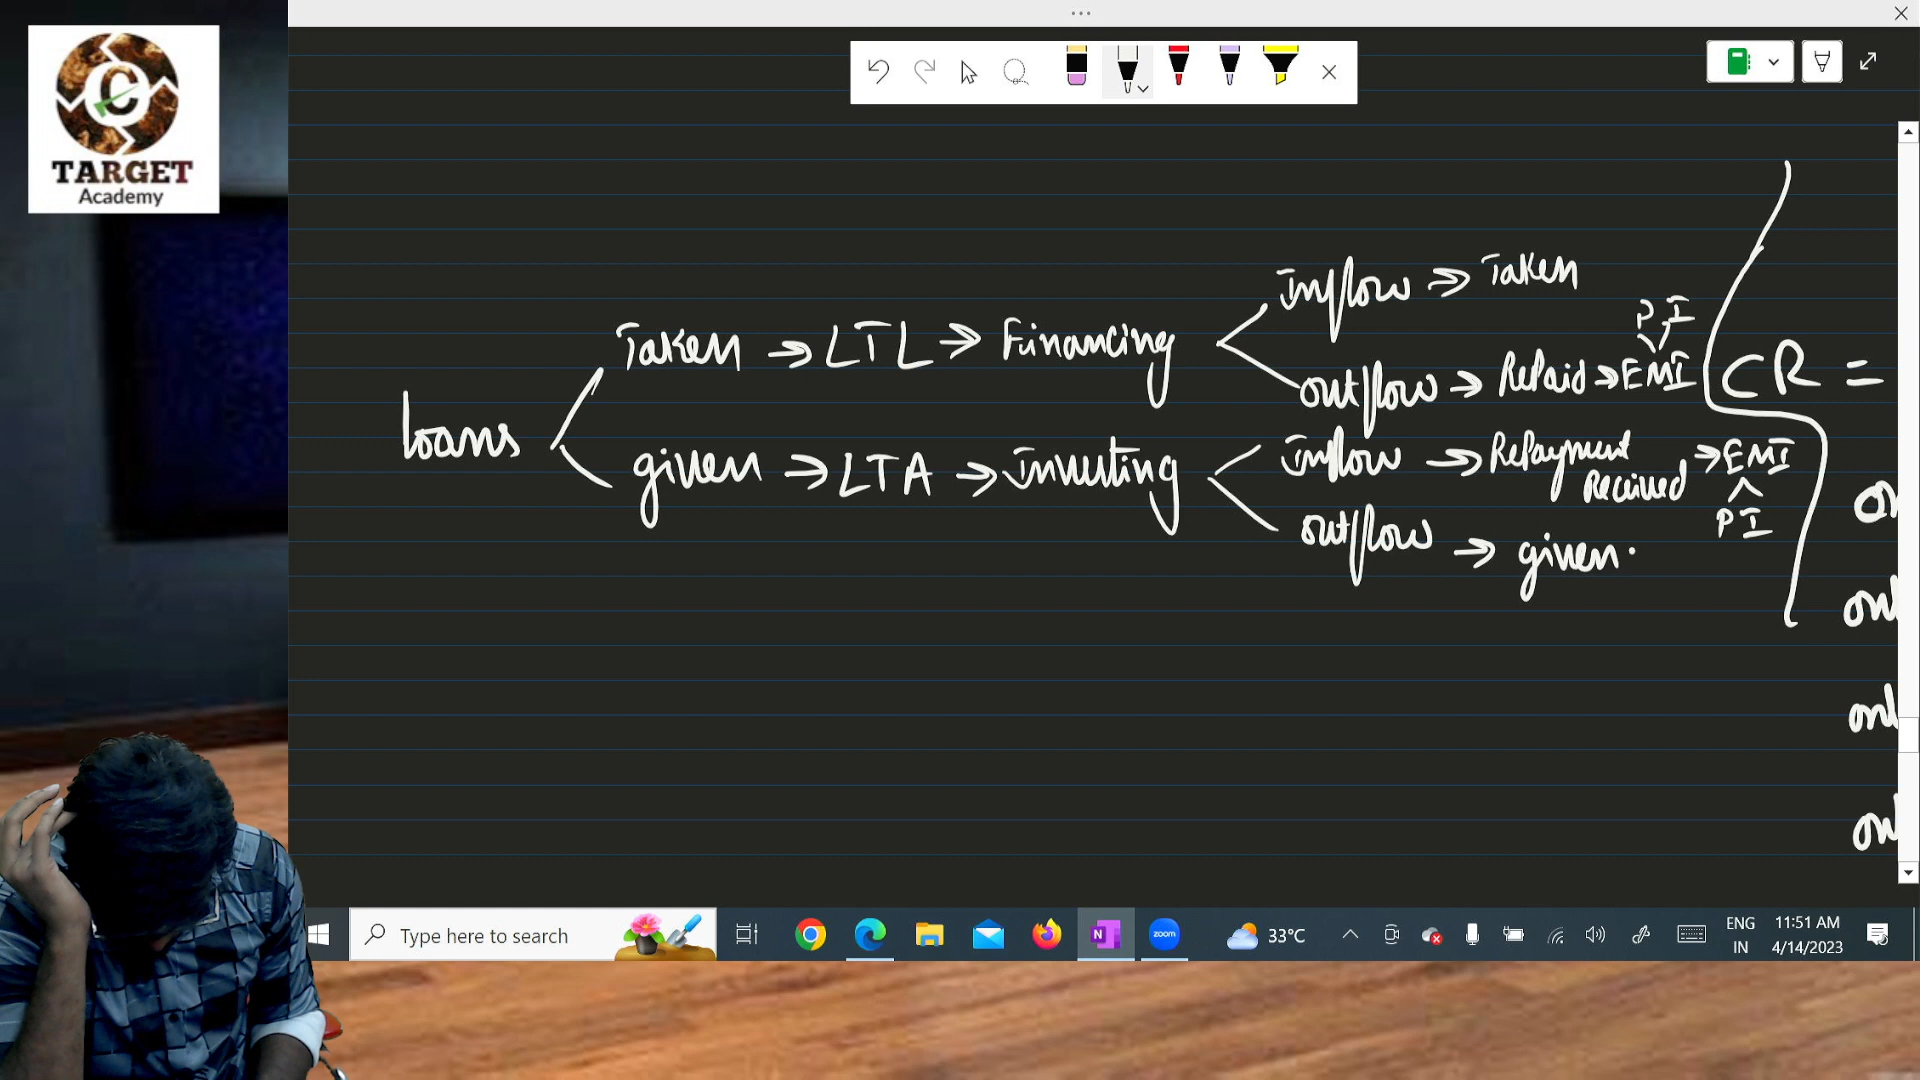 TARGET
Academy
Loans
Taken → LTL → Financing
Inflow → Taken
outflow → Repaid → EMI
P I
given → LTA → Investing
Inflow → Repayment Received → EMI
P I
outflow → given.
CR =
Type here to search
N
zoom
33°C
ENG
IN
11:51 AM
4/14/2023